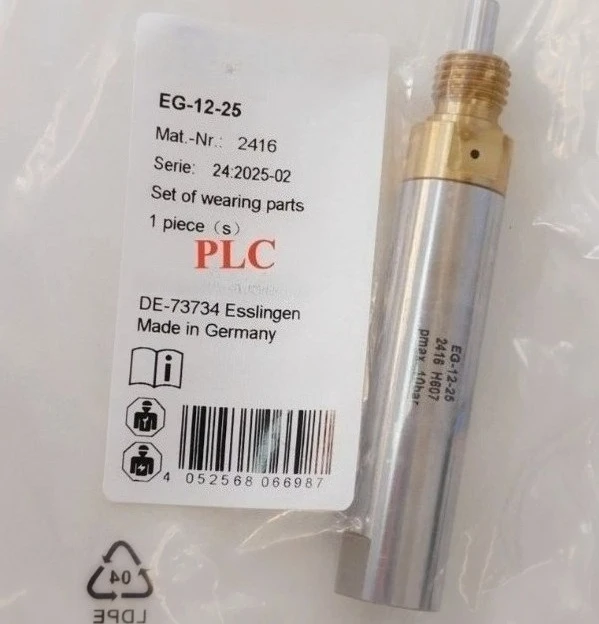 EG-12-25
Mat.-Nr.: 2416
Serie: 24:2025-02
Set of wearing parts
1 piece（s）
PLC
DE-73734 Esslingen
Made in Germany
4 052568 066987
EG-12-25
2416 H607
pmax 10bar
04
LDPE